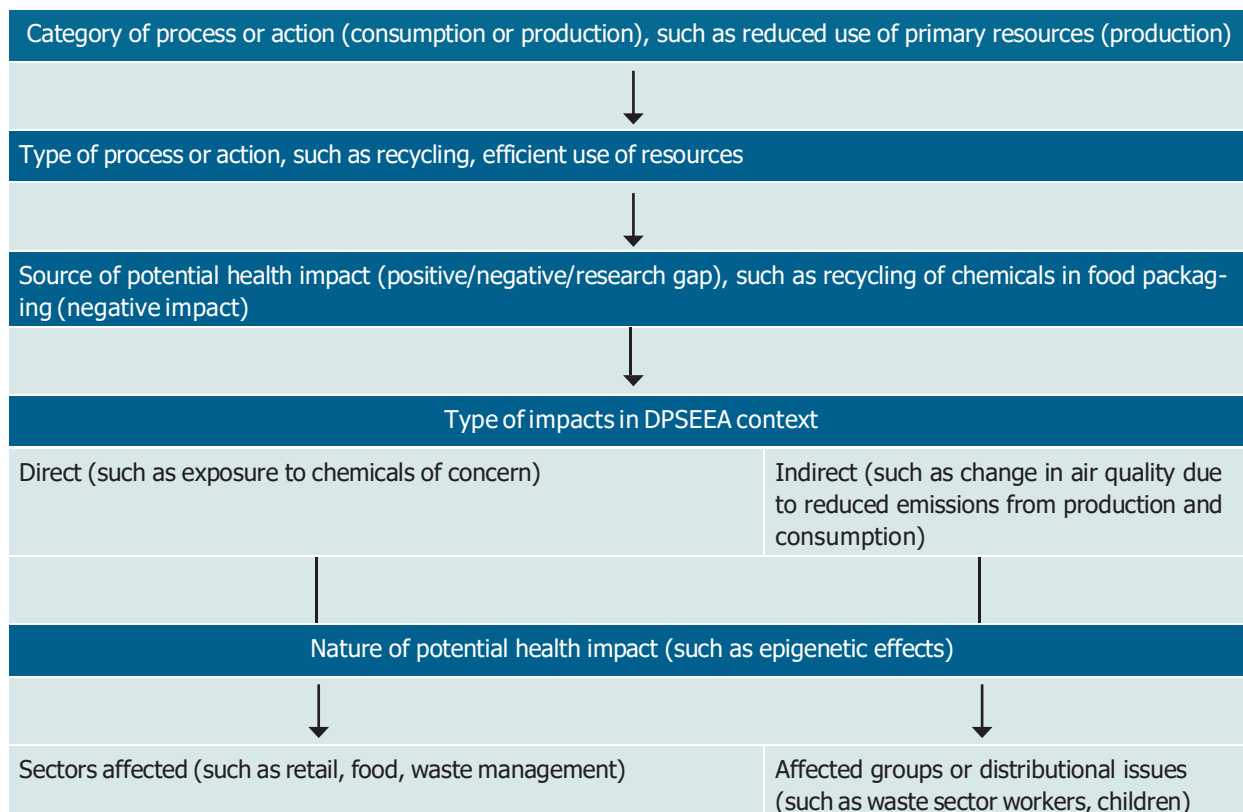 Category of process or action (consumption or production), such as reduced use of primary resources (production)
Type of process or action, such as recycling, efficient use of resources
Source of potential health impact (positive/negative/research gap), such as recycling of chemicals in food packag-
ing (negative impact)
Type of impacts in DPSEEA context
Direct (such as exposure to chemicals of concern)
Indirect (such as change in air quality due
to reduced emissions from production and
consumption)
Nature of potential health impact (such as epigenetic effects)
Sectors affected (such as retail, food, waste management)
Affected groups or distributional issues
(such as waste sector workers, children)